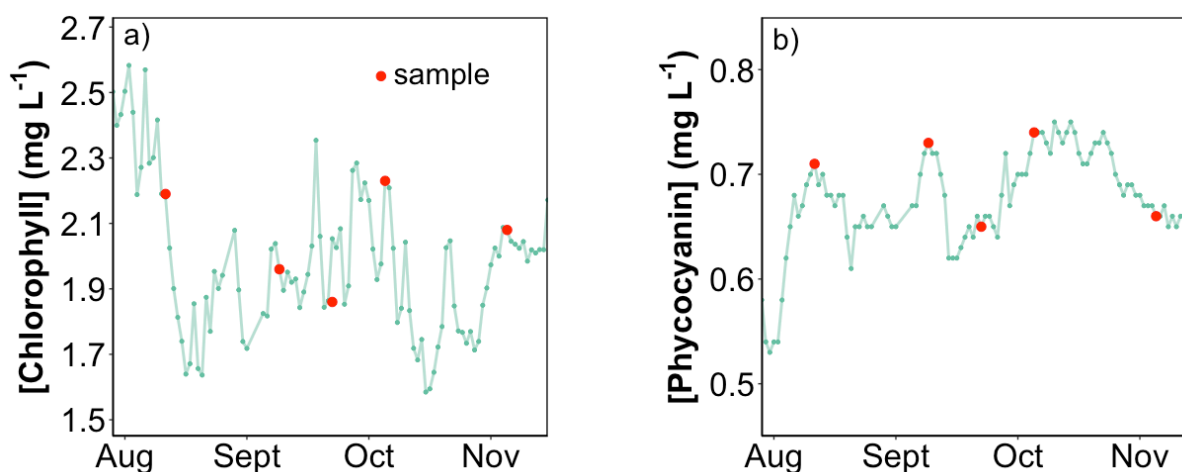 a)
sample
[Chlorophyll] (mg L⁻¹)
2.7
2.5
2.3
2.1
1.9
1.7
1.5
Aug Sept Oct Nov
b)
[Phycocyanin] (mg L⁻¹)
0.8
0.7
0.6
0.5
Aug Sept Oct Nov